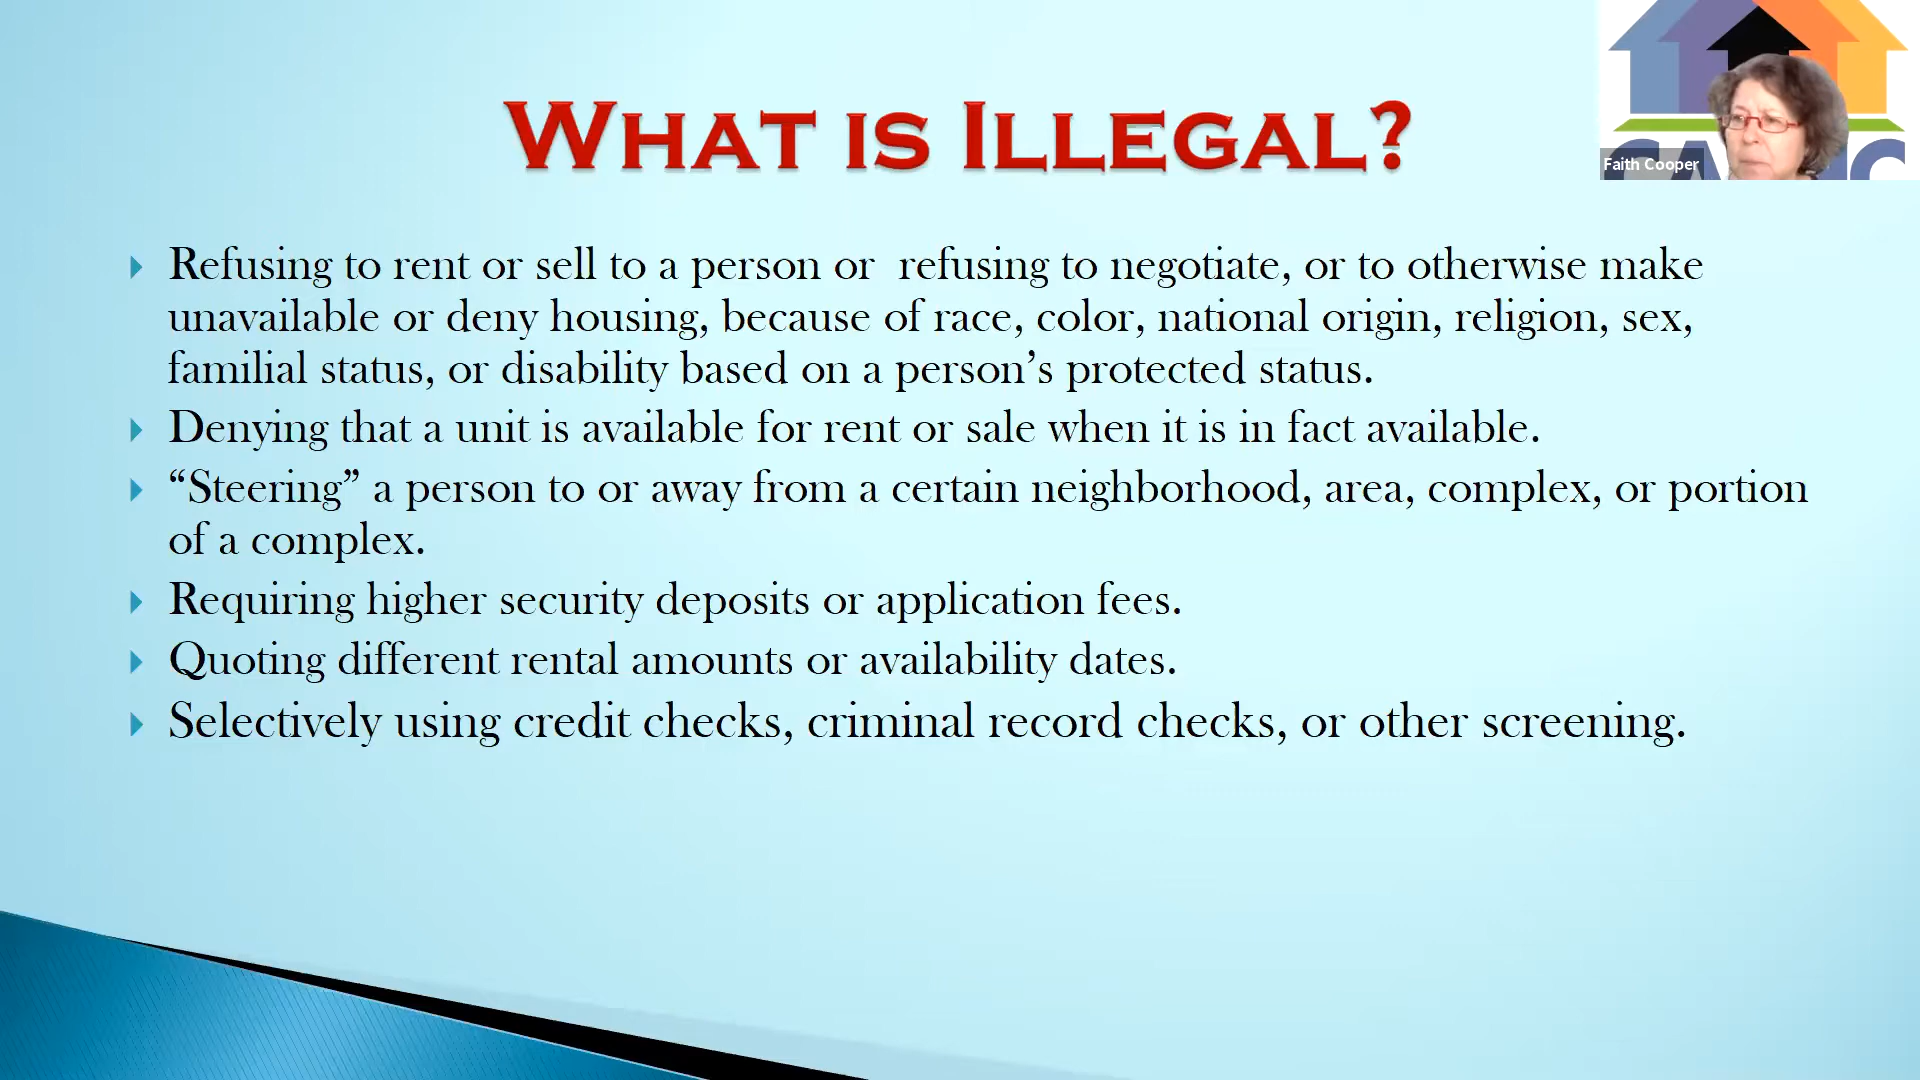 WHAT IS ILLEGAL?
Faith Cooper
Refusing to rent or sell to a person or refusing to negotiate, or to otherwise make
unavailable or deny housing, because of race, color, national origin, religion, sex,
familial status, or disability based on a person’s protected status.
Denying that a unit is available for rent or sale when it is in fact available.
“Steering” a person to or away from a certain neighborhood, area, complex, or portion
of a complex.
Requiring higher security deposits or application fees.
Quoting different rental amounts or availability dates.
Selectively using credit checks, criminal record checks, or other screening.